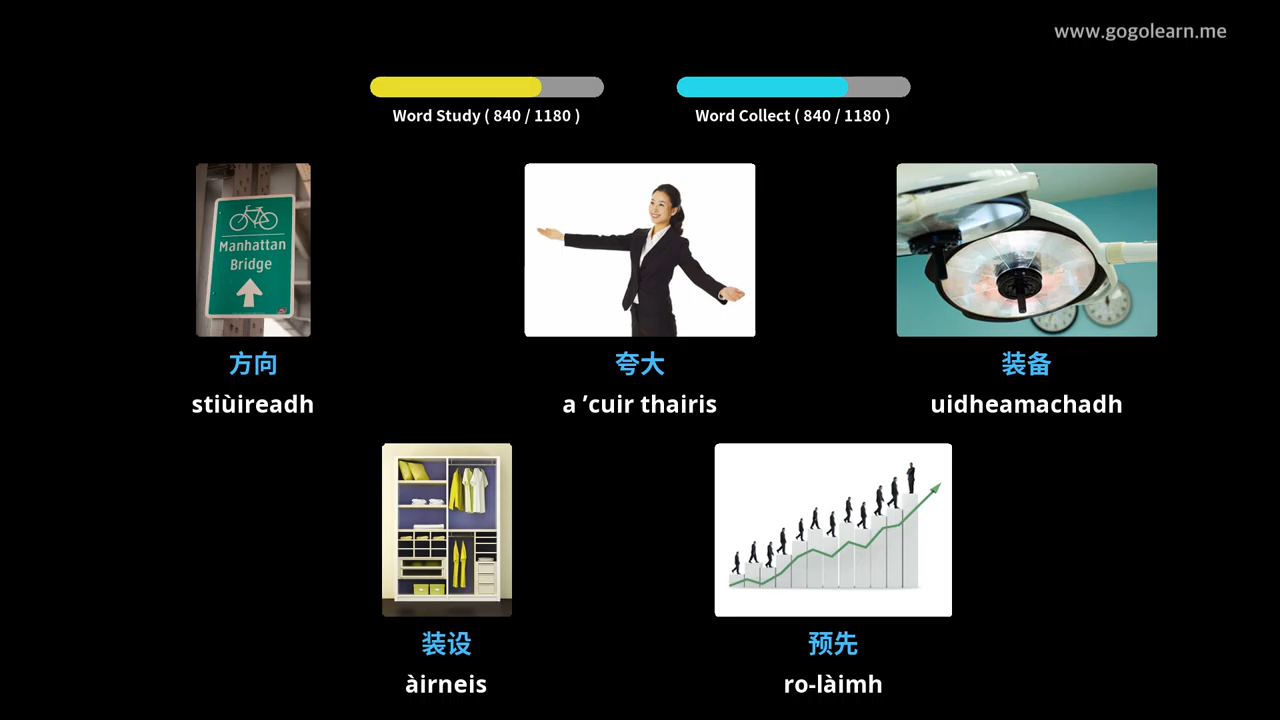 www.gogolearn.me
Word Study ( 840 / 1180 )
Word Collect ( 840 / 1180 )
Manhattan
Bridge
方向
夸大
装备
stiùireadh
a ’cuir thairis
uidheamachadh
装设
预先
àirneis
ro-làimh